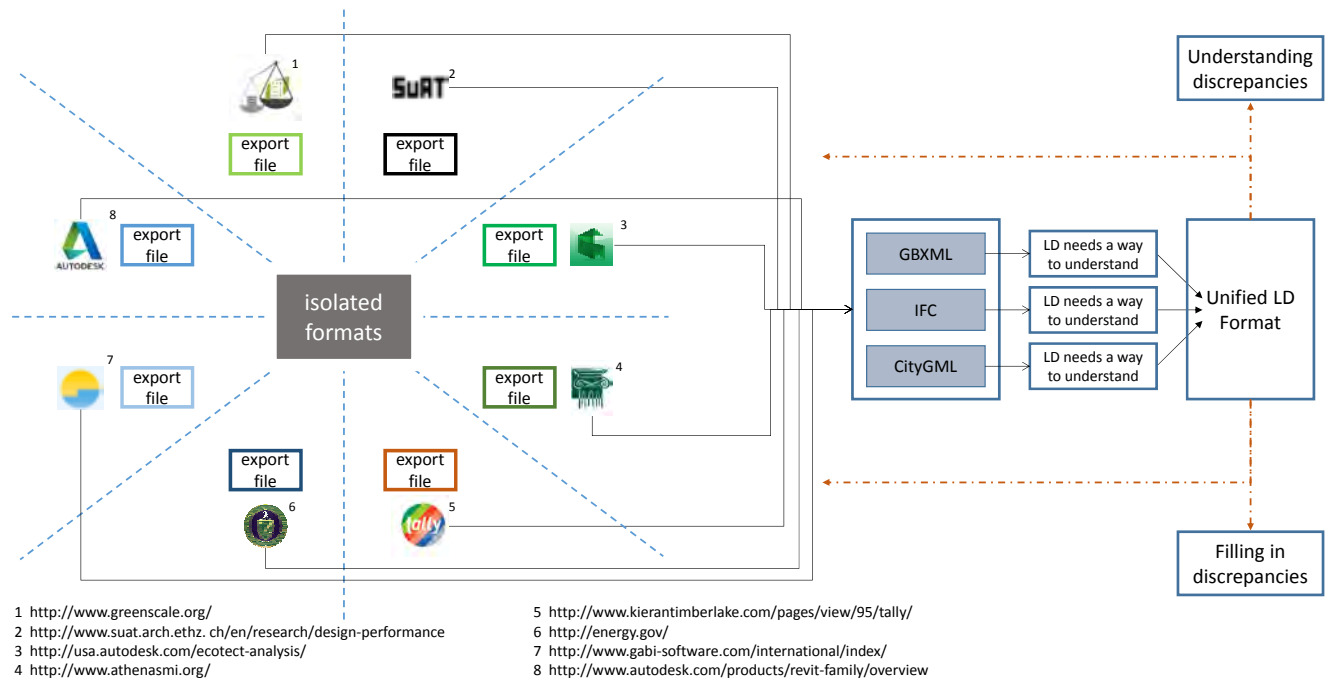 1
SuAT
2
export
file
export
file
8
AUTODESK
export
file
export
file
3
isolated
formats
7
export
file
export
file
4
export
file
6
export
file
tally
5
GBXML
IFC
CityGML
LD needs a way
to understand
LD needs a way
to understand
LD needs a way
to understand
Unified LD
Format
Understanding
discrepancies
Filling in
discrepancies
1 http://www.greenscale.org/
2 http://www.suat.arch.ethz. ch/en/research/design-performance
3 http://usa.autodesk.com/ecotect-analysis/
4 http://www.athenasmi.org/
5 http://www.kierantimberlake.com/pages/view/95/tally/
6 http://energy.gov/
7 http://www.gabi-software.com/international/index/
8 http://www.autodesk.com/products/revit-family/overview